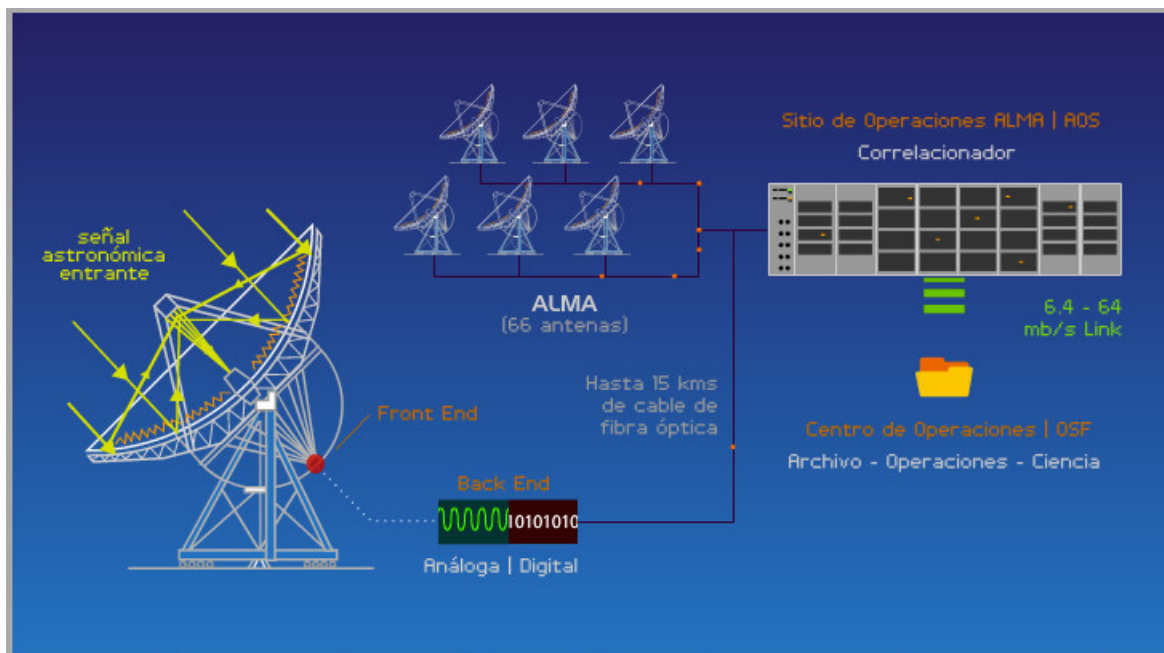 Sitio de Operaciones ALMA | AOS
Correlacionador
señal
astronómica
entrante
ALMA
(66 antenas)
6.4 - 64
mb/s Link
Hasta 15 kms
de cable de
fibra óptica
Front End
Centro de Operaciones | OSF
Archivo - Operaciones - Ciencia
Back End
10101010
Análoga | Digital